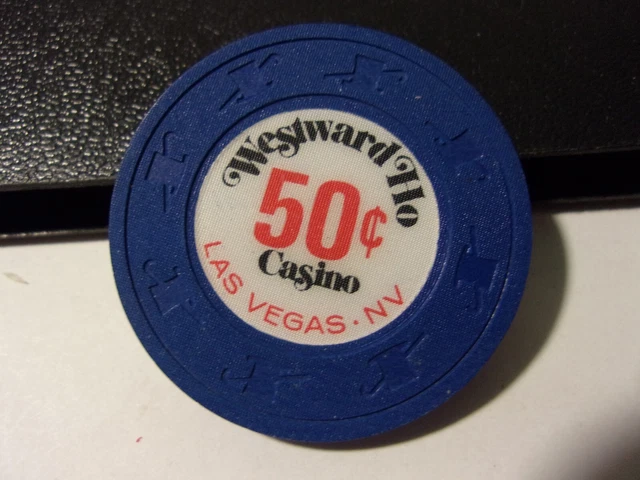 Westward Ho
50¢
Casino
LAS VEGAS · NV